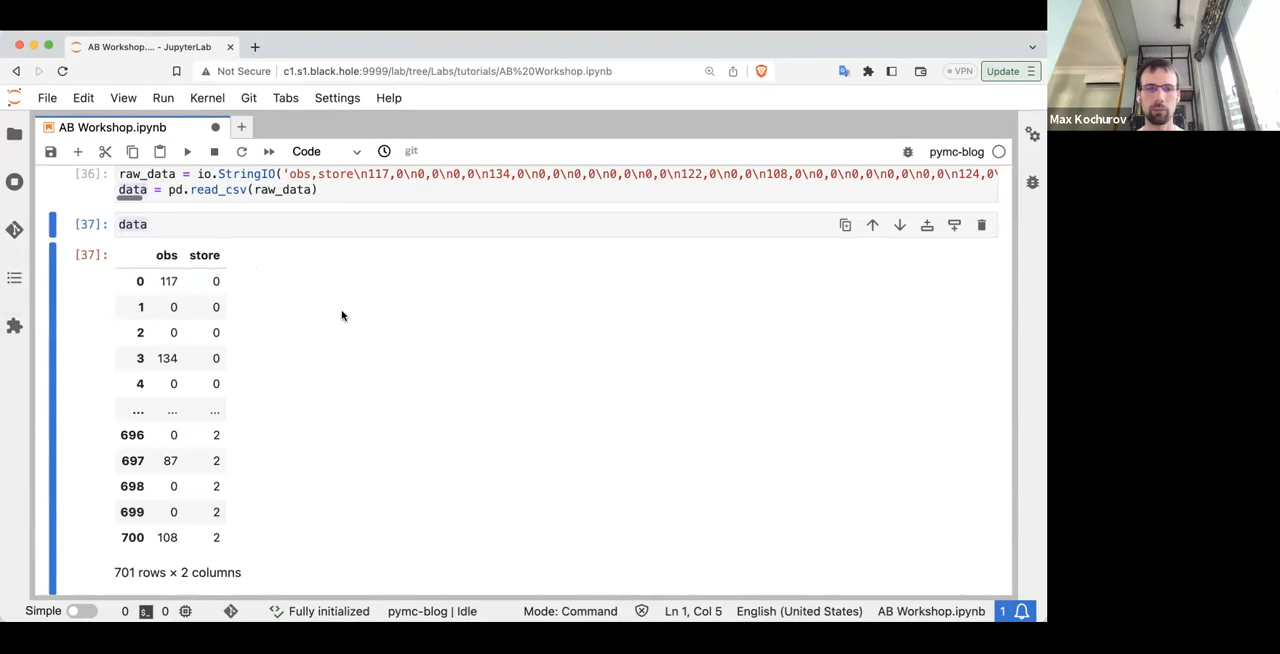 AB Workshop.... - JupyterLab
Not Secure c1.s1.black.hole:9999/lab/tree/Labs/tutorials/AB%20Workshop.ipynb VPN Update
File Edit View Run Kernel Git Tabs Settings Help
Max Kochurov
AB Workshop.ipynb
Code git pymc-blog
[36]: raw_data = io.StringIO('obs,store\n117,0\n0,0\n0,0\n134,0\n0,0\n0,0\n0,0\n0,0\n122,0\n0,0\n108,0\n0,0\n0,0\n0,0\n0,0\n124,0\
data = pd.read_csv(raw_data)
[37]: data
[37]: obs store
0 117 0
1 0 0
2 0 0
3 134 0
4 0 0
... ... ...
696 0 2
697 87 2
698 0 2
699 0 2
700 108 2
701 rows × 2 columns
Simple 0 0 Fully initialized pymc-blog | Idle Mode: Command Ln 1, Col 5 English (United States) AB Workshop.ipynb 1